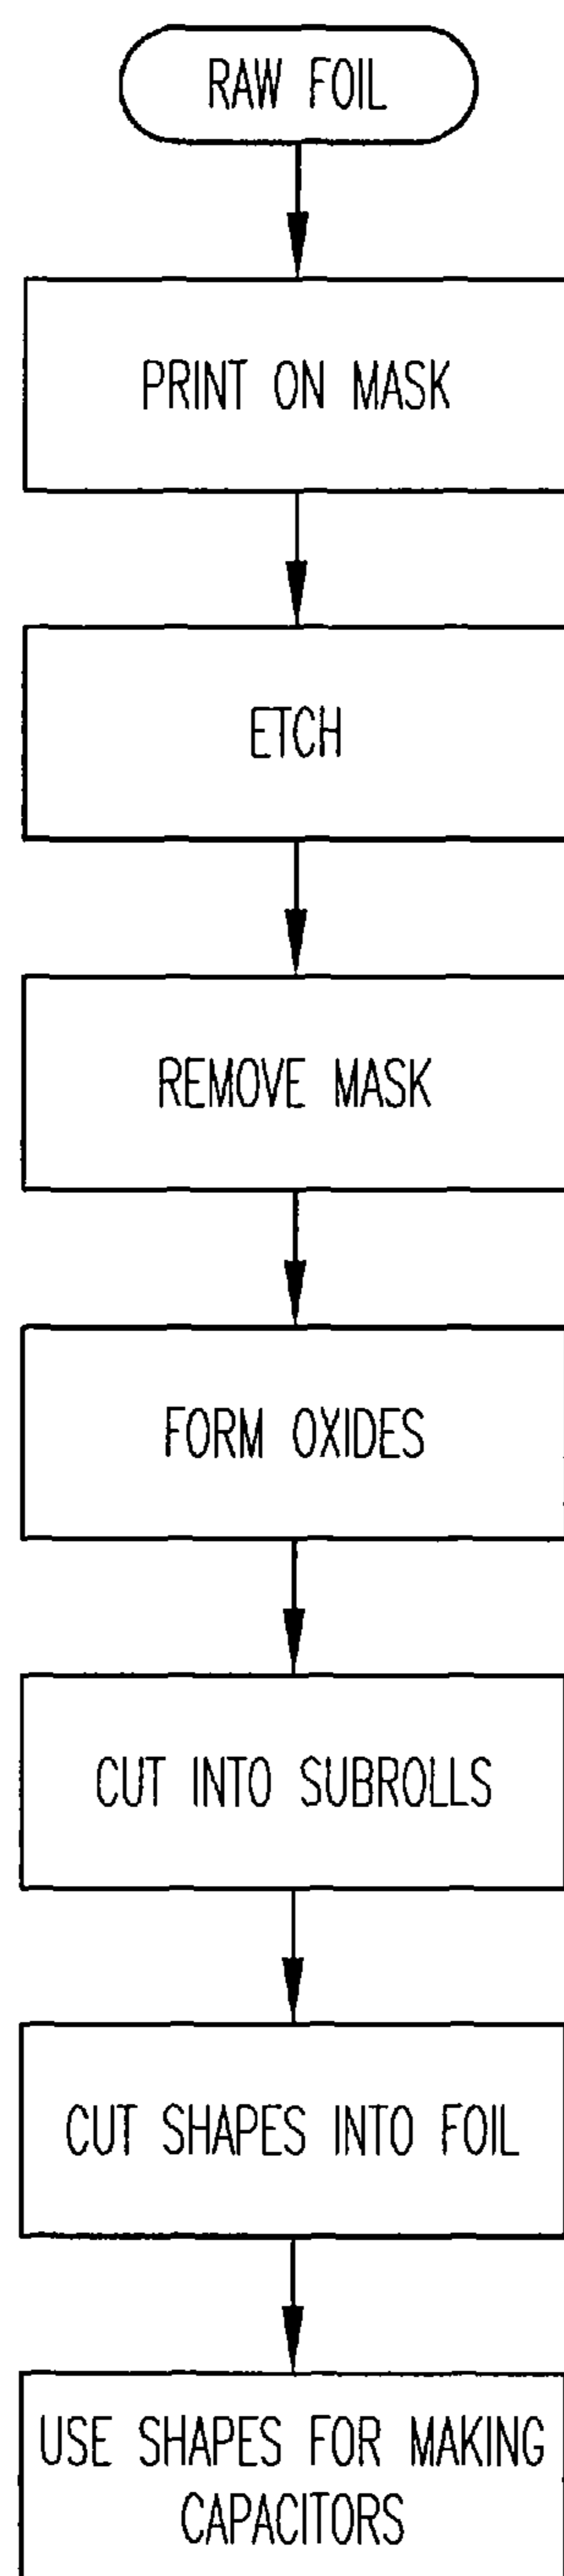 RAW FOIL
PRINT ON MASK
ETCH
REMOVE MASK
FORM OXIDES
CUT INTO SUBROLLS
CUT SHAPES INTO FOIL
USE SHAPES FOR MAKING
CAPACITORS